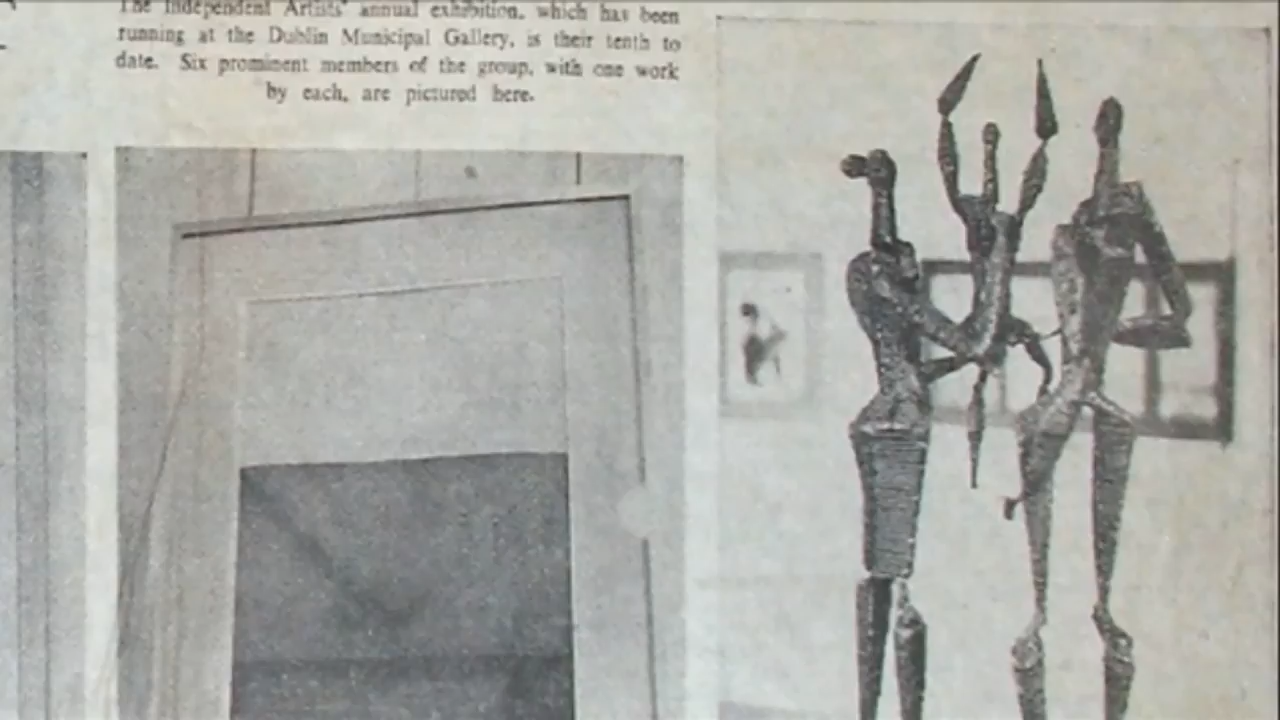 The Independent Artists' annual exhibition, which has been
running at the Dublin Municipal Gallery, is their tenth to
date. Six prominent members of the group, with one work
by each, are pictured here.